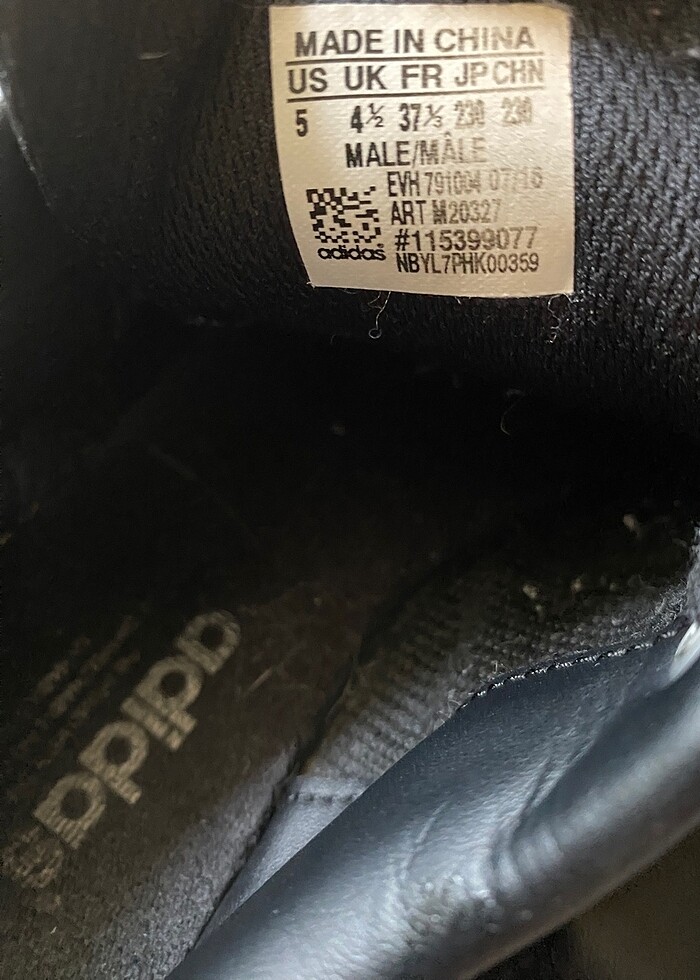 MADE IN CHINA
US UK FR JP CHN
5 4½ 37⅓ 230 230
MALE/MÂLE
EVH 791004 07/16
ART M20327
#115399077
adidas
NBYL7PHK00359
adidas